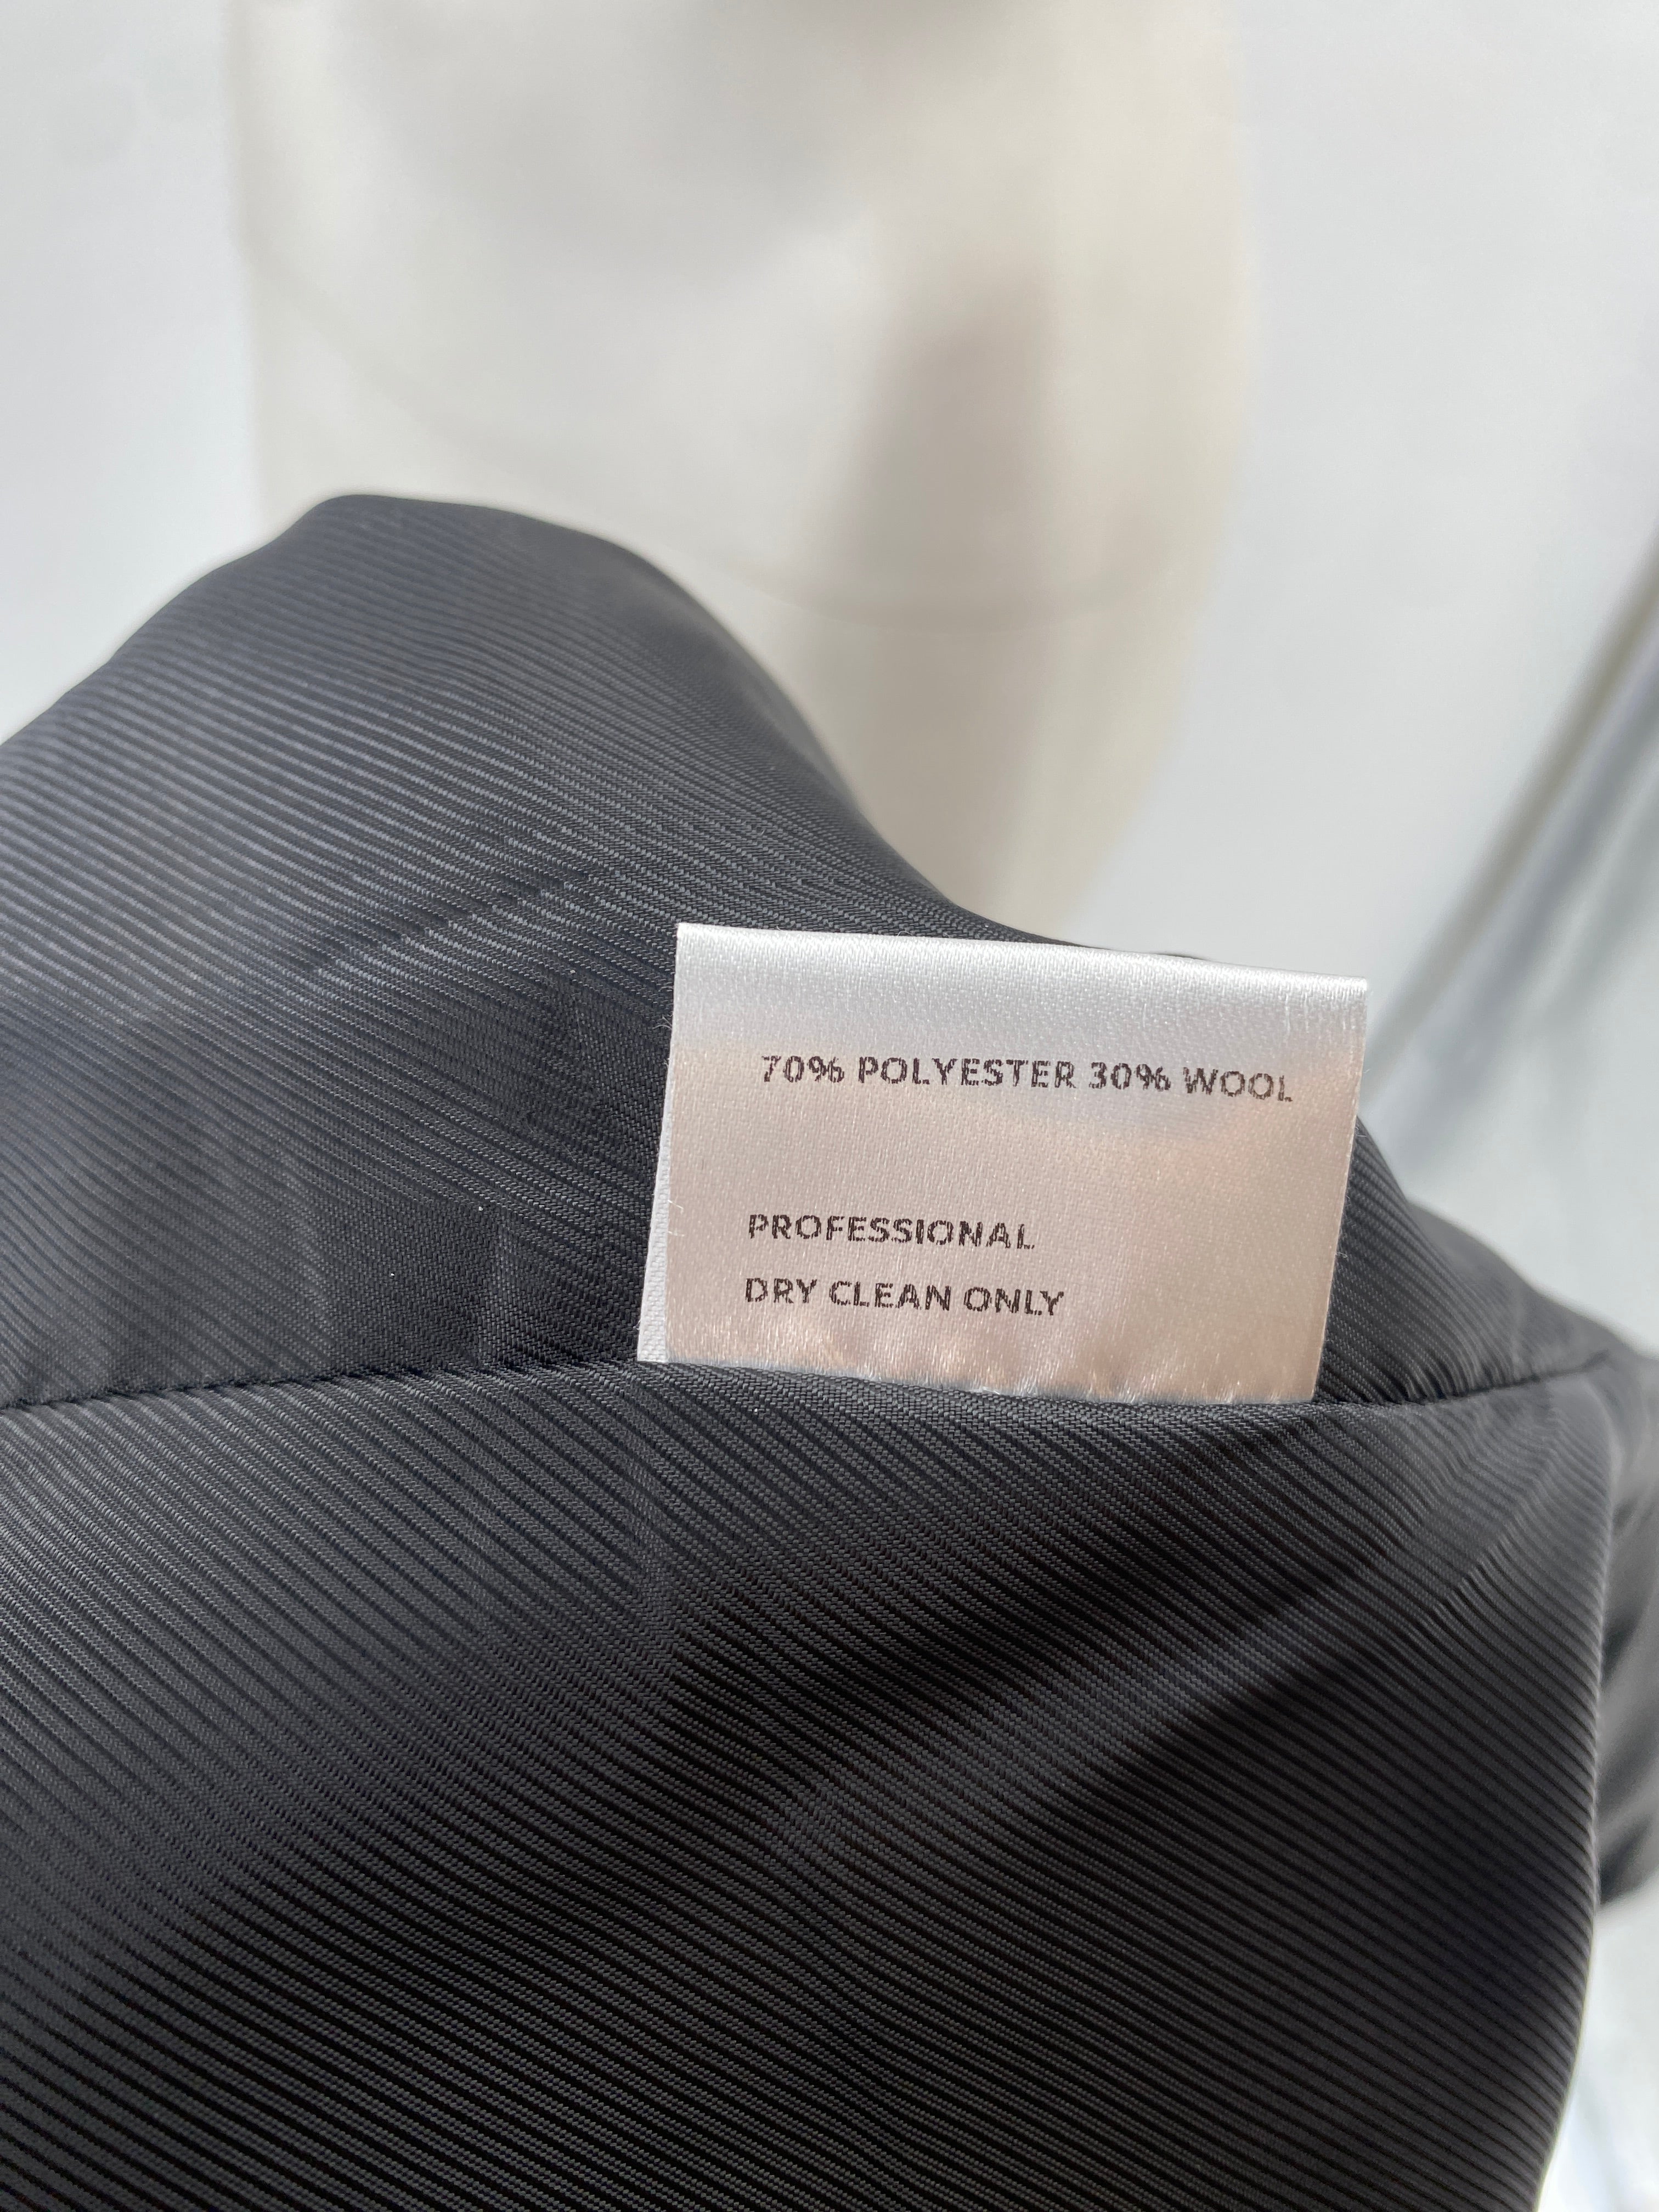 70% POLYESTER 30% WOOL
PROFESSIONAL
DRY CLEAN ONLY